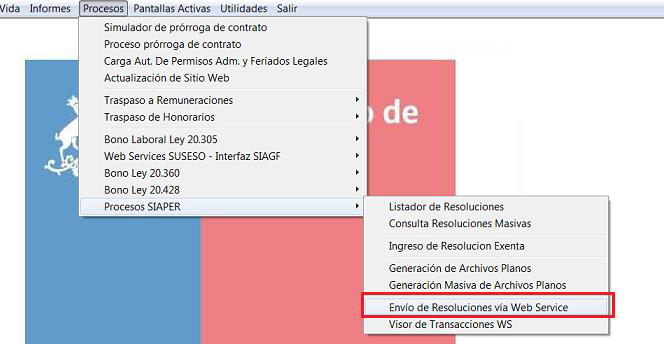 Vida Informes Procesos Pantallas Activas Utilidades Salir
Simulador de prórroga de contrato
Proceso prórroga de contrato
Carga Aut. De Permisos Adm. y Feriados Legales
Actualización de Sitio Web
Traspaso a Remuneraciones
Traspaso de Honorarios
o de
Bono Laboral Ley 20.305
Web Services SUSESO - Interfaz SIAGF
Bono Ley 20.360
Bono Ley 20.428
Procesos SIAPER
Listador de Resoluciones
Consulta Resoluciones Masivas
Ingreso de Resolucion Exenta
Generación de Archivos Planos
Generación Masiva de Archivos Planos
Envío de Resoluciones vía Web Service
Visor de Transacciones WS